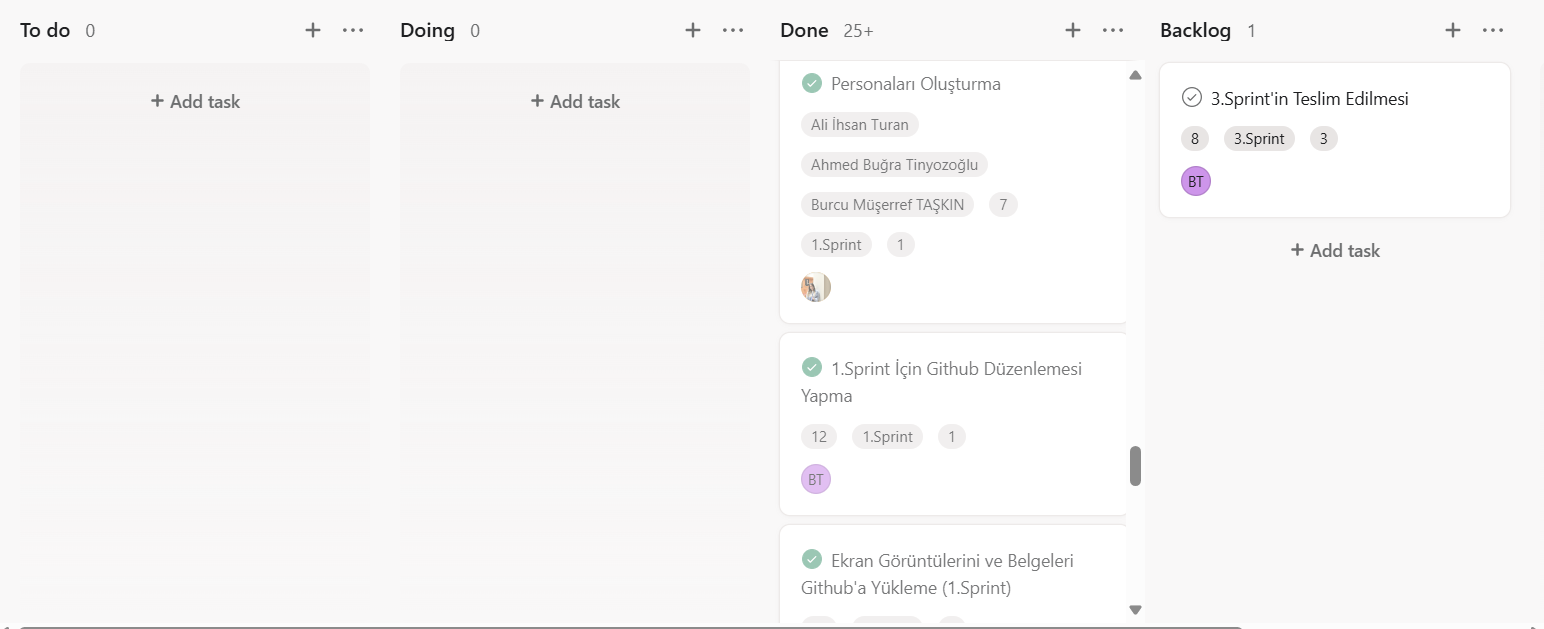 To do 0
+ Add task
Doing 0
+ Add task
Done 25+
Personaları Oluşturma
Ali İhsan Turan
Ahmed Buğra Tinyozoğlu
Burcu Müşerref TAŞKIN 7
1.Sprint 1
1.Sprint İçin Github Düzenlemesi
Yapma
12 1.Sprint 1
BT
Ekran Görüntülerini ve Belgeleri
Github'a Yükleme (1.Sprint)
Backlog 1
3.Sprint'in Teslim Edilmesi
8 3.Sprint 3
BT
+ Add task